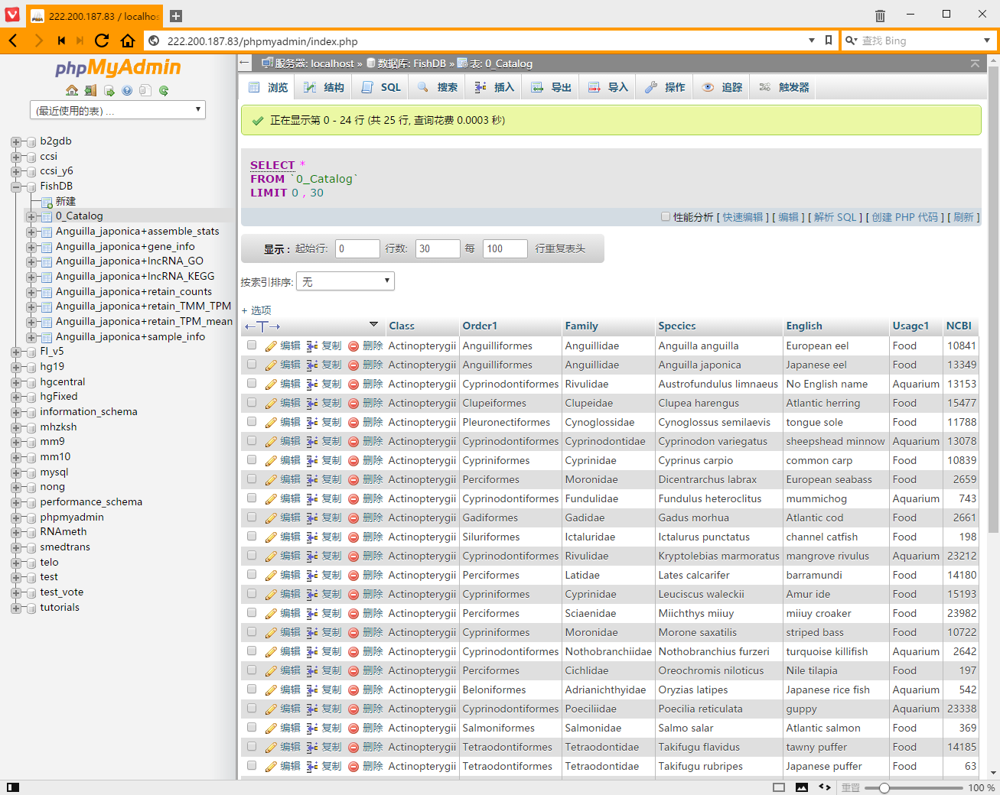 222.200.187.83 / localhos
222.200.187.83/phpmyadmin/index.php
查找 Bing
phpMyAdmin
(最近使用的表) ...
b2gdb
ccsi
ccsi_y6
FishDB
新建
0_Catalog
Anguilla_japonica+assemble_stats
Anguilla_japonica+gene_info
Anguilla_japonica+lncRNA_GO
Anguilla_japonica+lncRNA_KEGG
Anguilla_japonica+retain_counts
Anguilla_japonica+retain_TMM_TPM
Anguilla_japonica+retain_TPM_mean
Anguilla_japonica+sample_info
FI_v5
hg19
hgcentral
hgFixed
information_schema
mhzksh
mm9
mm10
mysql
nong
performance_schema
phpmyadmin
RNAmeth
smedtrans
telo
test
test_vote
tutorials
服务器: localhost » 数据库: FishDB » 表: 0_Catalog
浏览 结构 SQL 搜索 插入 导出 导入 操作 追踪 触发器
正在显示第 0 - 24 行 (共 25 行, 查询花费 0.0003 秒)
SELECT *
FROM `0_Catalog`
LIMIT 0 , 30
性能分析 [ 快速编辑 ] [ 编辑 ] [ 解析 SQL ] [ 创建 PHP 代码 ] [ 刷新 ]
显示 : 起始行: 0 行数: 30 每 100 行重复表头
按索引排序: 无
+ 选项
←T→ Class Order1 Family Species English Usage1 NCBI
编辑 复制 删除 Actinopterygii Anguilliformes Anguillidae Anguilla anguilla European eel Food 10841
编辑 复制 删除 Actinopterygii Anguilliformes Anguillidae Anguilla japonica Japanese eel Food 13349
编辑 复制 删除 Actinopterygii Cyprinodontiformes Rivulidae Austrofundulus limnaeus No English name Aquarium 13153
编辑 复制 删除 Actinopterygii Clupeiformes Clupeidae Clupea harengus Atlantic herring Food 15477
编辑 复制 删除 Actinopterygii Pleuronectiformes Cynoglossidae Cynoglossus semilaevis tongue sole Food 11788
编辑 复制 删除 Actinopterygii Cyprinodontiformes Cyprinodontidae Cyprinodon variegatus sheepshead minnow Aquarium 13078
编辑 复制 删除 Actinopterygii Cypriniformes Cyprinidae Cyprinus carpio common carp Food 10839
编辑 复制 删除 Actinopterygii Perciformes Moronidae Dicentrarchus labrax European seabass Food 2659
编辑 复制 删除 Actinopterygii Cyprinodontiformes Fundulidae Fundulus heteroclitus mummichog Aquarium 743
编辑 复制 删除 Actinopterygii Gadiformes Gadidae Gadus morhua Atlantic cod Food 2661
编辑 复制 删除 Actinopterygii Siluriformes Ictaluridae Ictalurus punctatus channel catfish Food 198
编辑 复制 删除 Actinopterygii Cyprinodontiformes Rivulidae Kryptolebias marmoratus mangrove rivulus Aquarium 23212
编辑 复制 删除 Actinopterygii Perciformes Latidae Lates calcarifer barramundi Food 14180
编辑 复制 删除 Actinopterygii Cypriniformes Cyprinidae Leuciscus waleckii Amur ide Food 15193
编辑 复制 删除 Actinopterygii Perciformes Sciaenidae Miichthys miiuy miiuy croaker Food 23982
编辑 复制 删除 Actinopterygii Cypriniformes Moronidae Morone saxatilis striped bass Food 10722
编辑 复制 删除 Actinopterygii Cyprinodontiformes Nothobranchiidae Nothobranchius furzeri turquoise killifish Aquarium 2642
编辑 复制 删除 Actinopterygii Perciformes Cichlidae Oreochromis niloticus Nile tilapia Food 197
编辑 复制 删除 Actinopterygii Beloniformes Adrianichthyidae Oryzias latipes Japanese rice fish Aquarium 542
编辑 复制 删除 Actinopterygii Cyprinodontiformes Poeciliidae Poecilia reticulata guppy Aquarium 23338
编辑 复制 删除 Actinopterygii Salmoniformes Salmonidae Salmo salar Atlantic salmon Food 369
编辑 复制 删除 Actinopterygii Tetraodontiformes Tetraodontidae Takifugu flavidus tawny puffer Food 14185
编辑 复制 删除 Actinopterygii Tetraodontiformes Tetraodontidae Takifugu rubripes Japanese puffer Food 63
重置 100 %